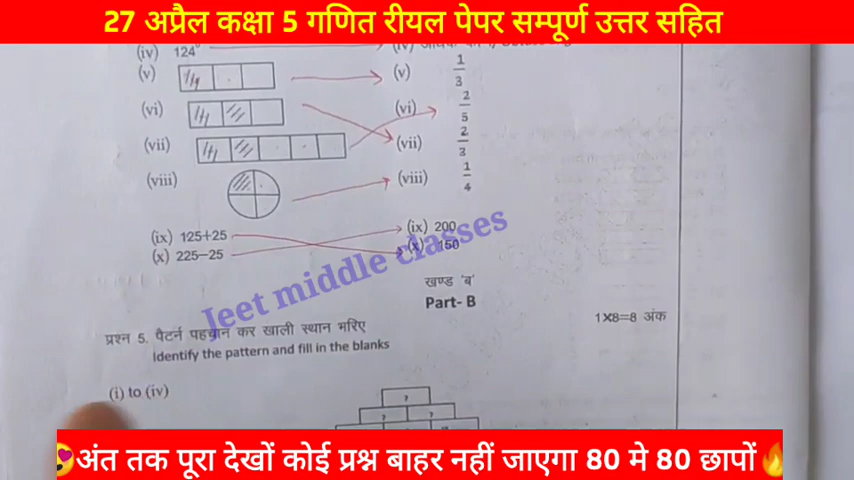 27 अप्रैल कक्षा 5 गणित रीयल पेपर सम्पूर्ण उत्तर सहित
(iv) 124°
(v) (v) 1/3
(vi) (vi) 2/5
(vii) (vii) 2/3
(viii) (viii) 1/4
(ix) 125+25 (ix) 200
(x) 225-25 (x) 150
Jeet middle classes
खण्ड 'ब'
Part- B
प्रश्न 5. पैटर्न पहचान कर खाली स्थान भरिए 1X8=8 अंक
Identify the pattern and fill in the blanks
(i) to (iv)
?
? ?
😍अंत तक पूरा देखों कोई प्रश्न बाहर नहीं जाएगा 80 मे 80 छापों🔥